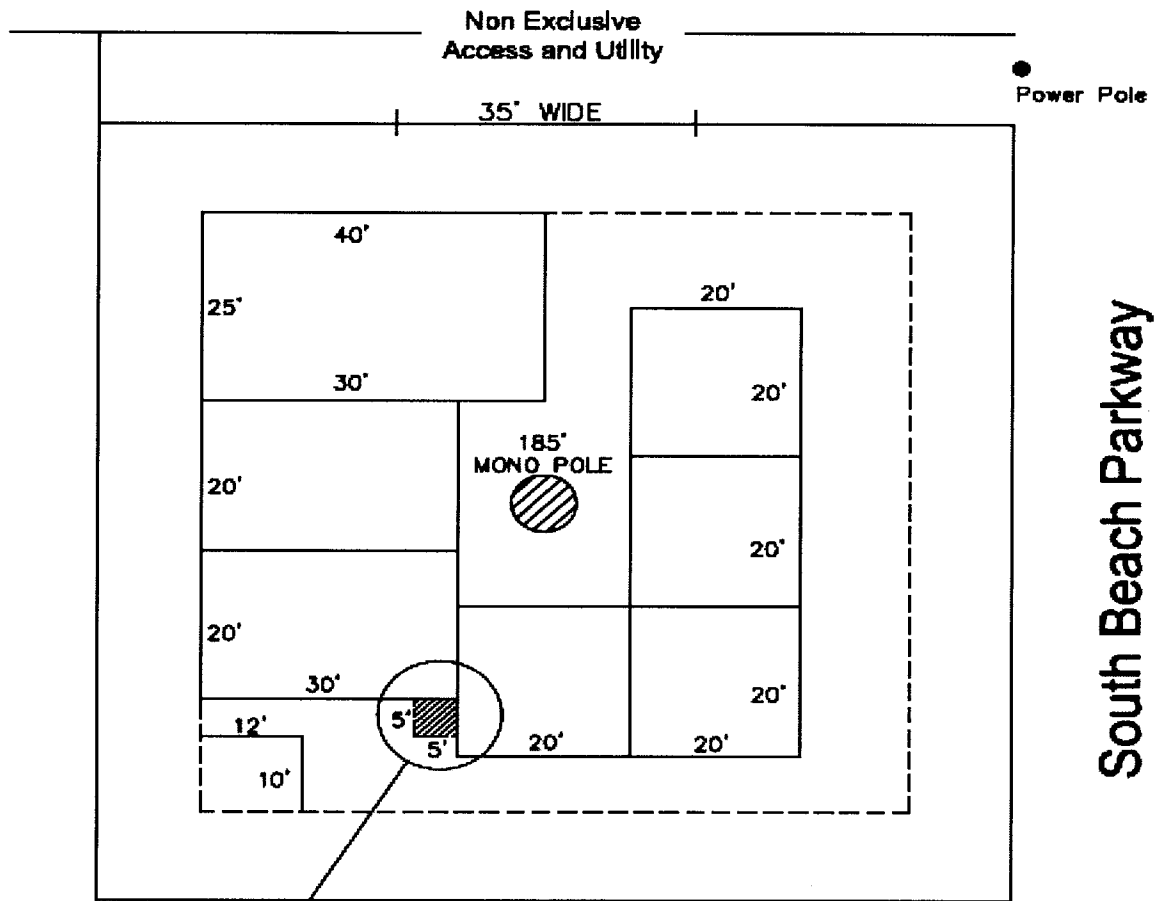 Non Exclusive
Access and Utility
Power Pole
35' WIDE
40'
25'
20'
30'
20'
185'
MONO POLE
20'
20'
20'
20'
30'
5'
5'
12'
10'
20'
20'
South Beach Parkway